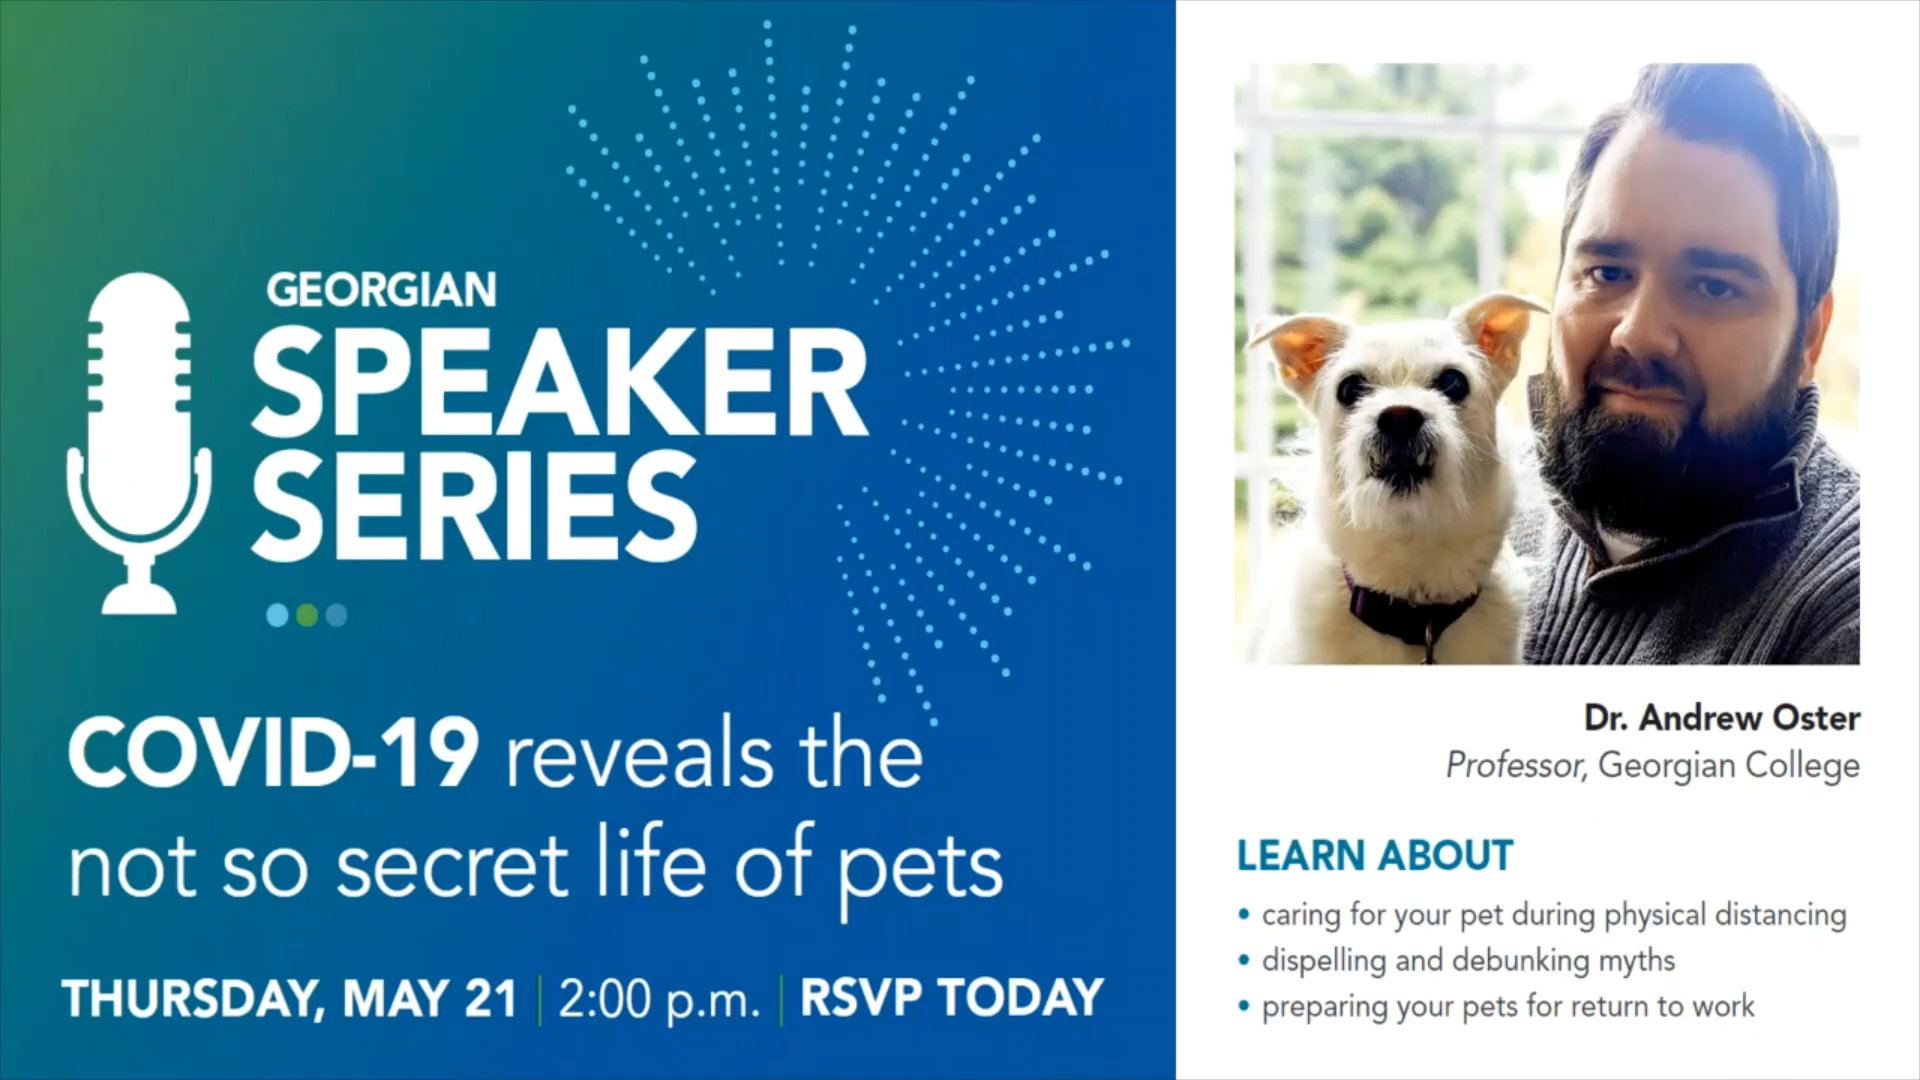 GEORGIAN
SPEAKER
SERIES
COVID-19 reveals the
not so secret life of pets
THURSDAY, MAY 21 | 2:00 p.m. | RSVP TODAY
Dr. Andrew Oster
Professor, Georgian College
LEARN ABOUT
• caring for your pet during physical distancing
• dispelling and debunking myths
• preparing your pets for return to work